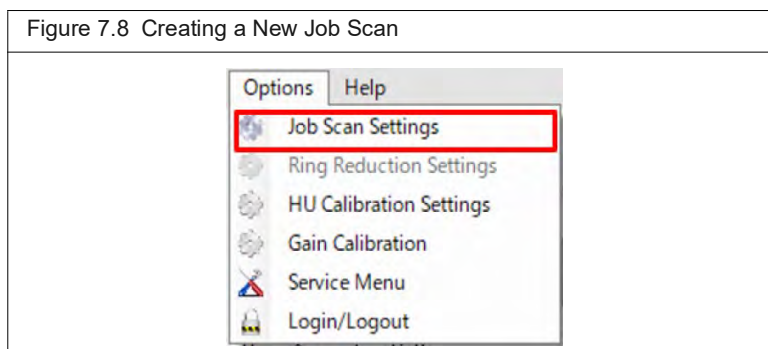 Figure 7.8 Creating a New Job Scan
Options Help
Job Scan Settings
Ring Reduction Settings
HU Calibration Settings
Gain Calibration
Service Menu
Login/Logout